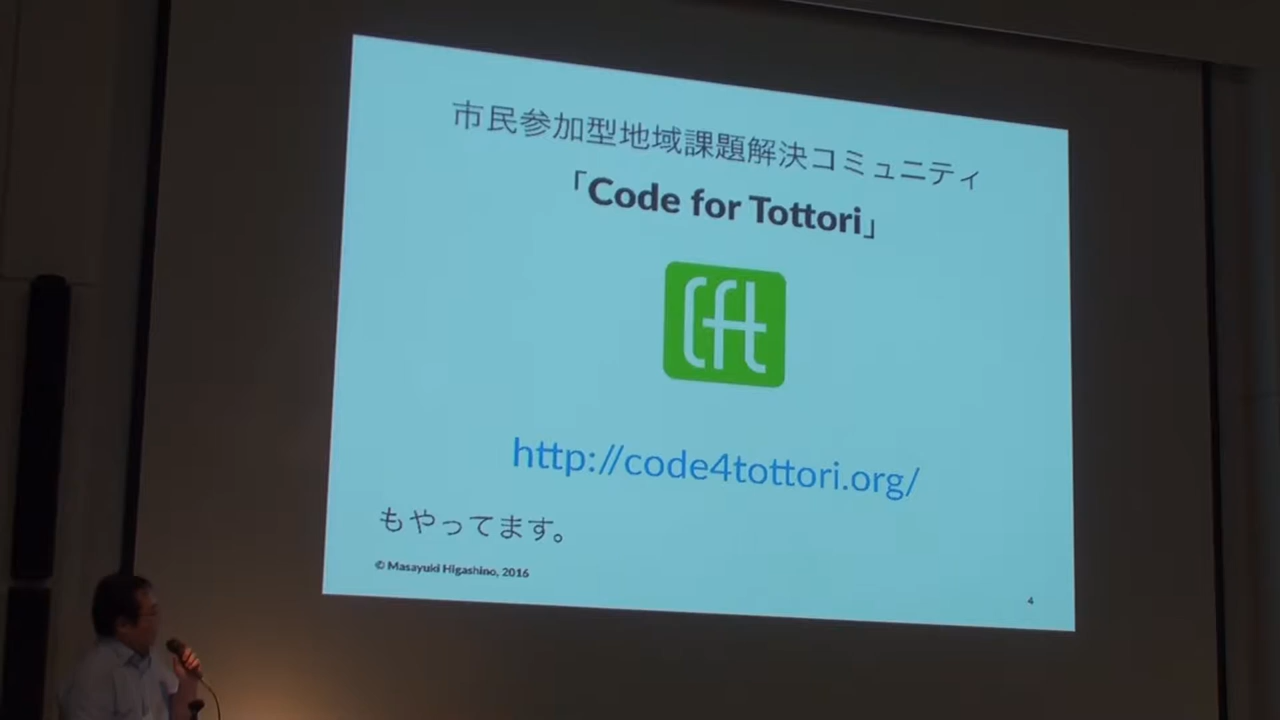 市民参加型地域課題解決コミュニティ
「Code for Tottori」
Cft
http://code4tottori.org/
もやってます。
© Masayuki Higashino, 2016
4